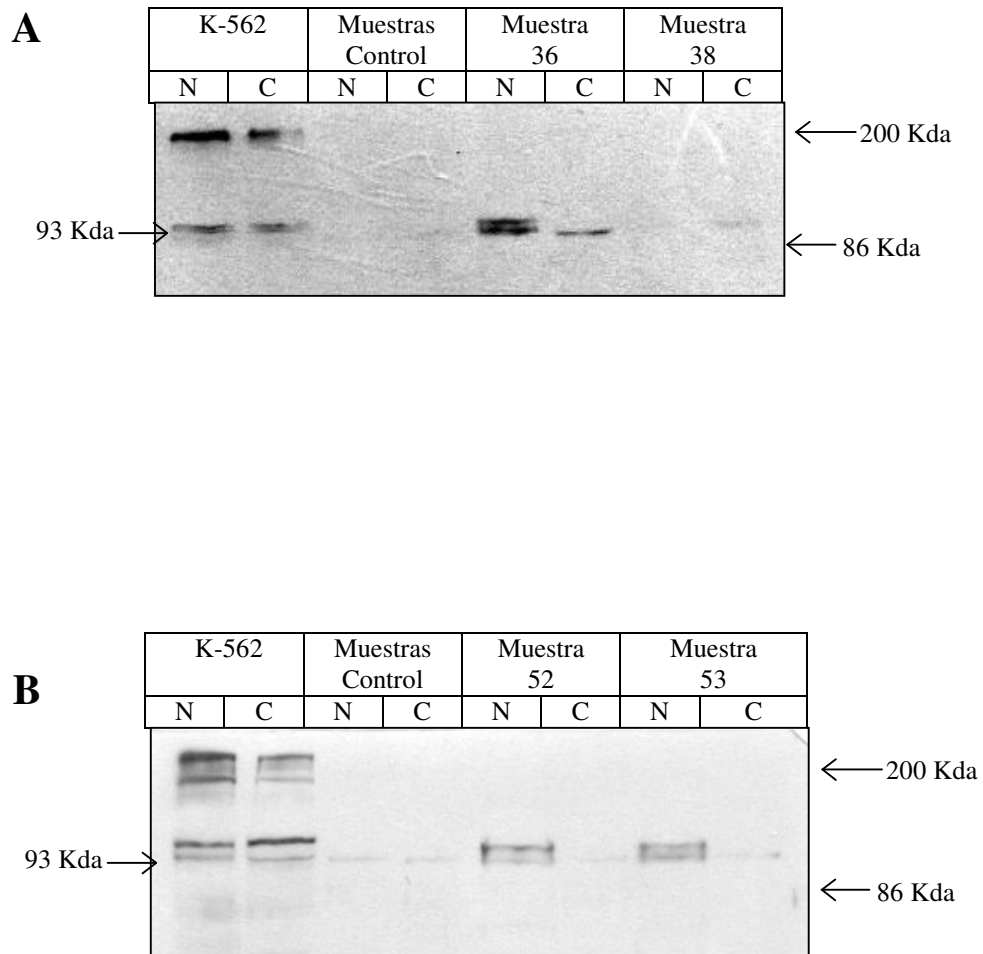 A
K-562 Muestras Control Muestra 36 Muestra 38
N C N C N C N C
200 Kda
93 Kda
86 Kda
B
K-562 Muestras Control Muestra 52 Muestra 53
N C N C N C N C
200 Kda
93 Kda
86 Kda